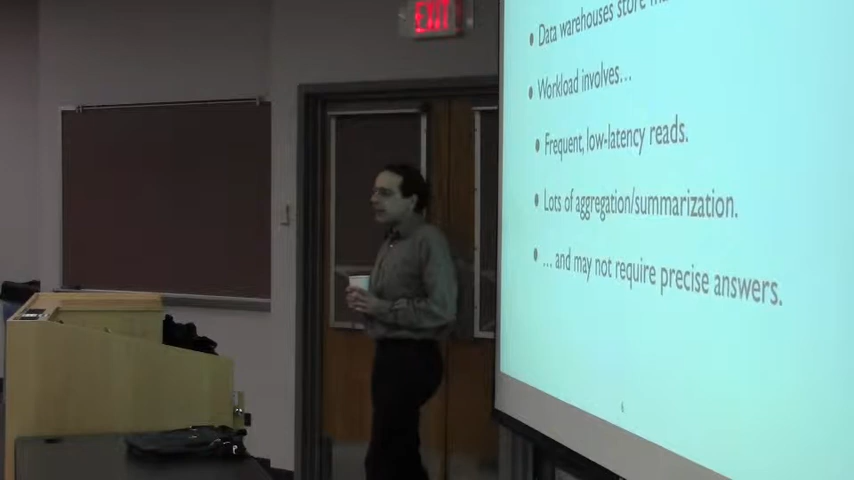 EXIT
• Data warehouses store
• Workload involves...
• Frequent, low-latency reads.
• Lots of aggregation/summarization.
• ... and may not require precise answers.
6